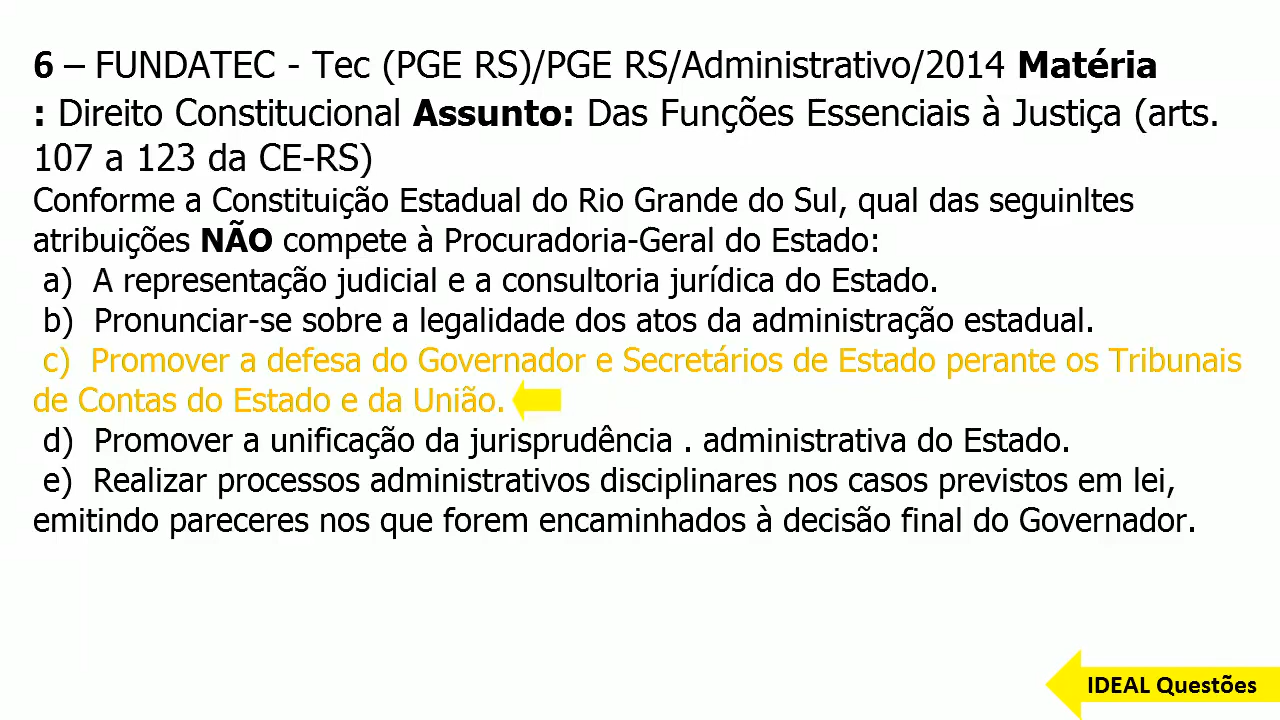 6 – FUNDATEC - Tec (PGE RS)/PGE RS/Administrativo/2014 Matéria
: Direito Constitucional Assunto: Das Funções Essenciais à Justiça (arts.
107 a 123 da CE-RS)
Conforme a Constituição Estadual do Rio Grande do Sul, qual das seguinltes
atribuições NÃO compete à Procuradoria-Geral do Estado:
a) A representação judicial e a consultoria jurídica do Estado.
b) Pronunciar-se sobre a legalidade dos atos da administração estadual.
c) Promover a defesa do Governador e Secretários de Estado perante os Tribunais
de Contas do Estado e da União.
d) Promover a unificação da jurisprudência . administrativa do Estado.
e) Realizar processos administrativos disciplinares nos casos previstos em lei,
emitindo pareceres nos que forem encaminhados à decisão final do Governador.
IDEAL Questões